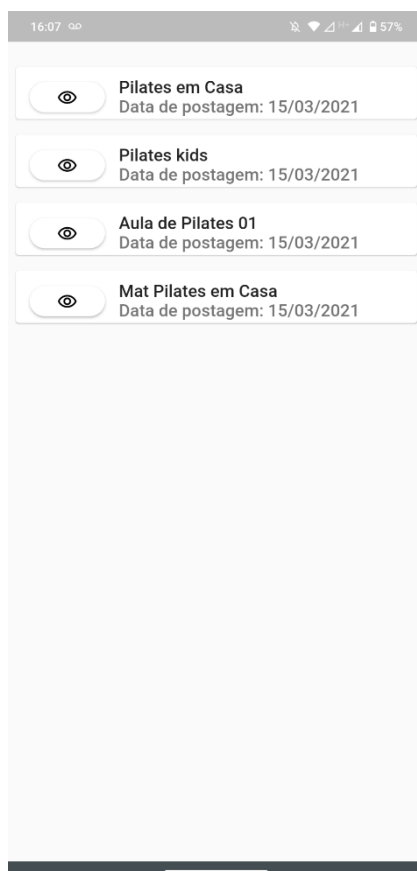 16:07
H+
57%
Pilates em Casa
Data de postagem: 15/03/2021
Pilates kids
Data de postagem: 15/03/2021
Aula de Pilates 01
Data de postagem: 15/03/2021
Mat Pilates em Casa
Data de postagem: 15/03/2021